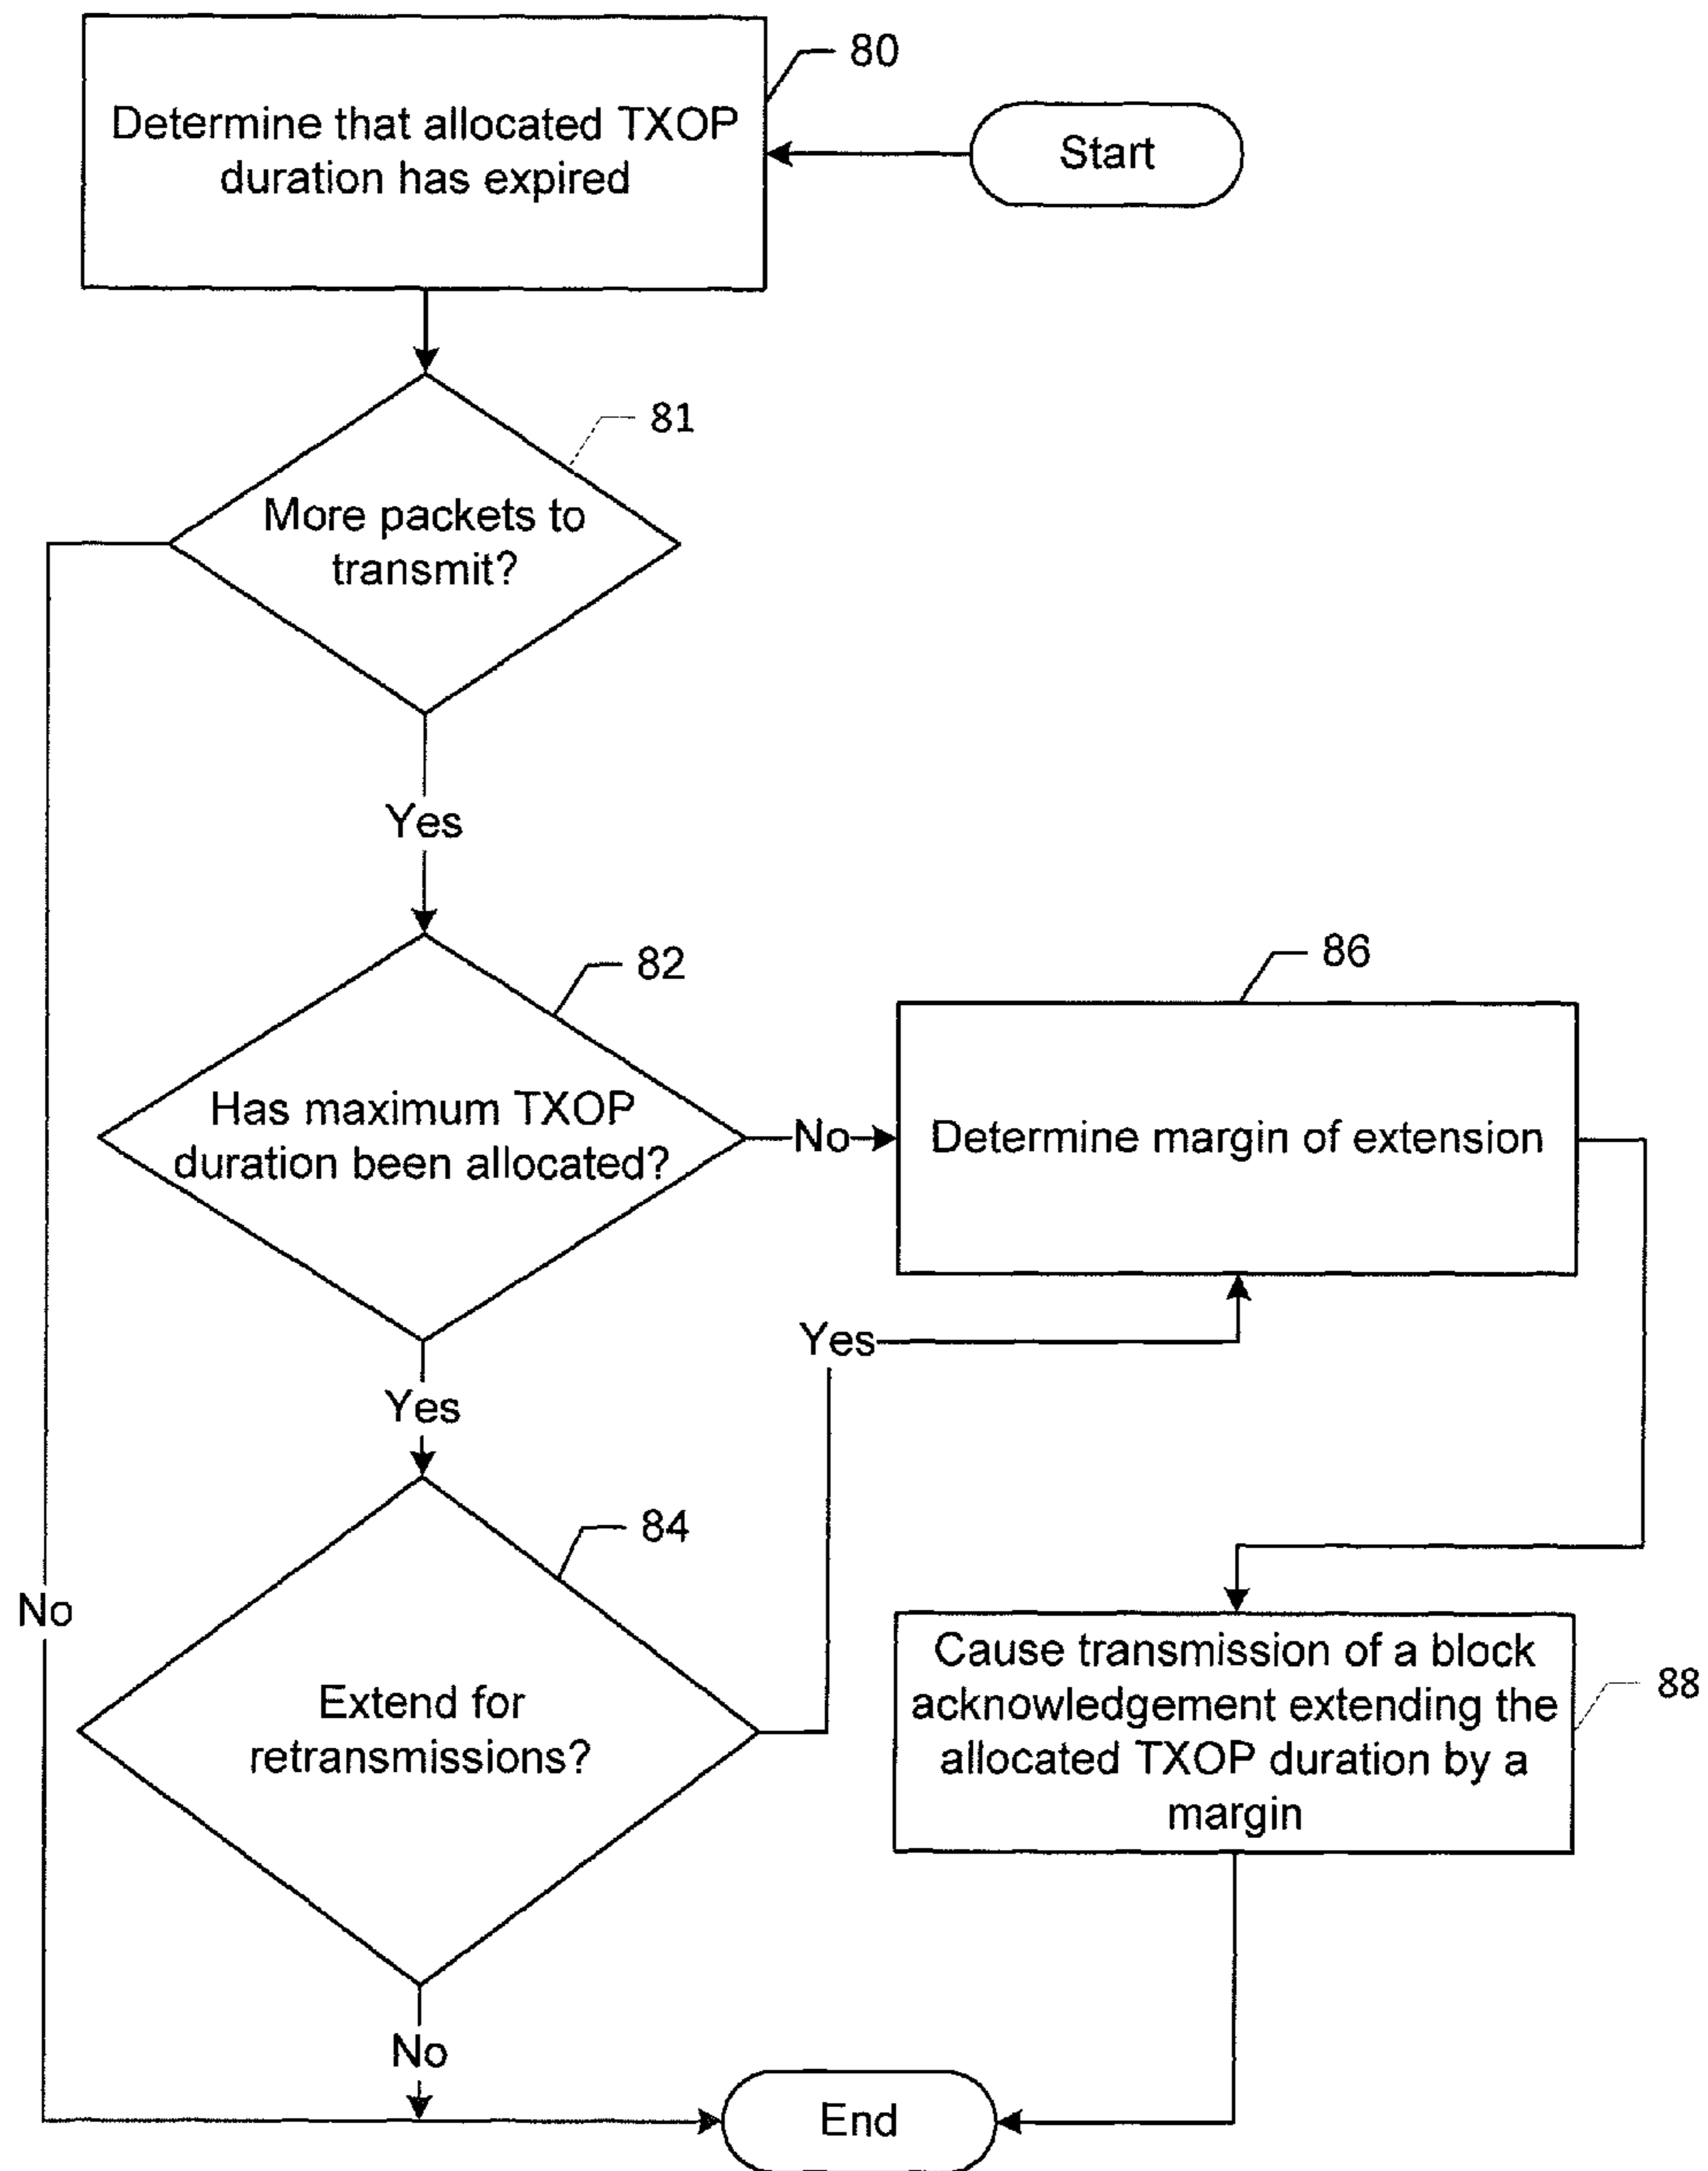 80
Determine that allocated TXOP
duration has expired
Start
81
More packets to
transmit?
Yes
82
86
Has maximum TXOP
duration been allocated?
No
Determine margin of extension
Yes
Yes
84
No
Extend for
retransmissions?
Cause transmission of a block
acknowledgement extending the
allocated TXOP duration by a
margin
88
No
End